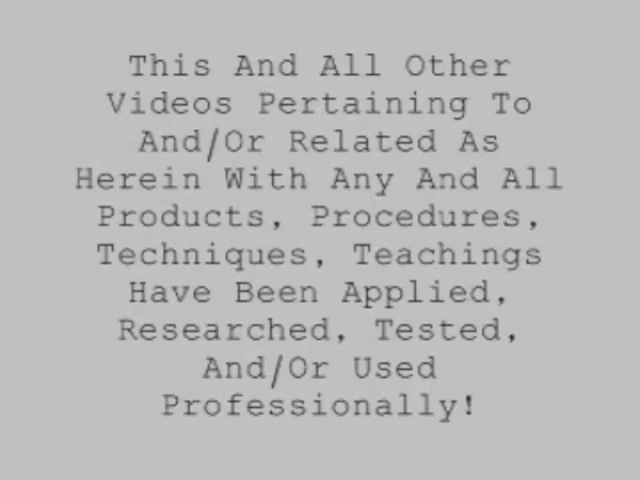 This And All Other
Videos Pertaining To
And/Or Related As
Herein With Any And All
Products, Procedures,
Techniques, Teachings
Have Been Applied,
Researched, Tested,
And/Or Used
Professionally!